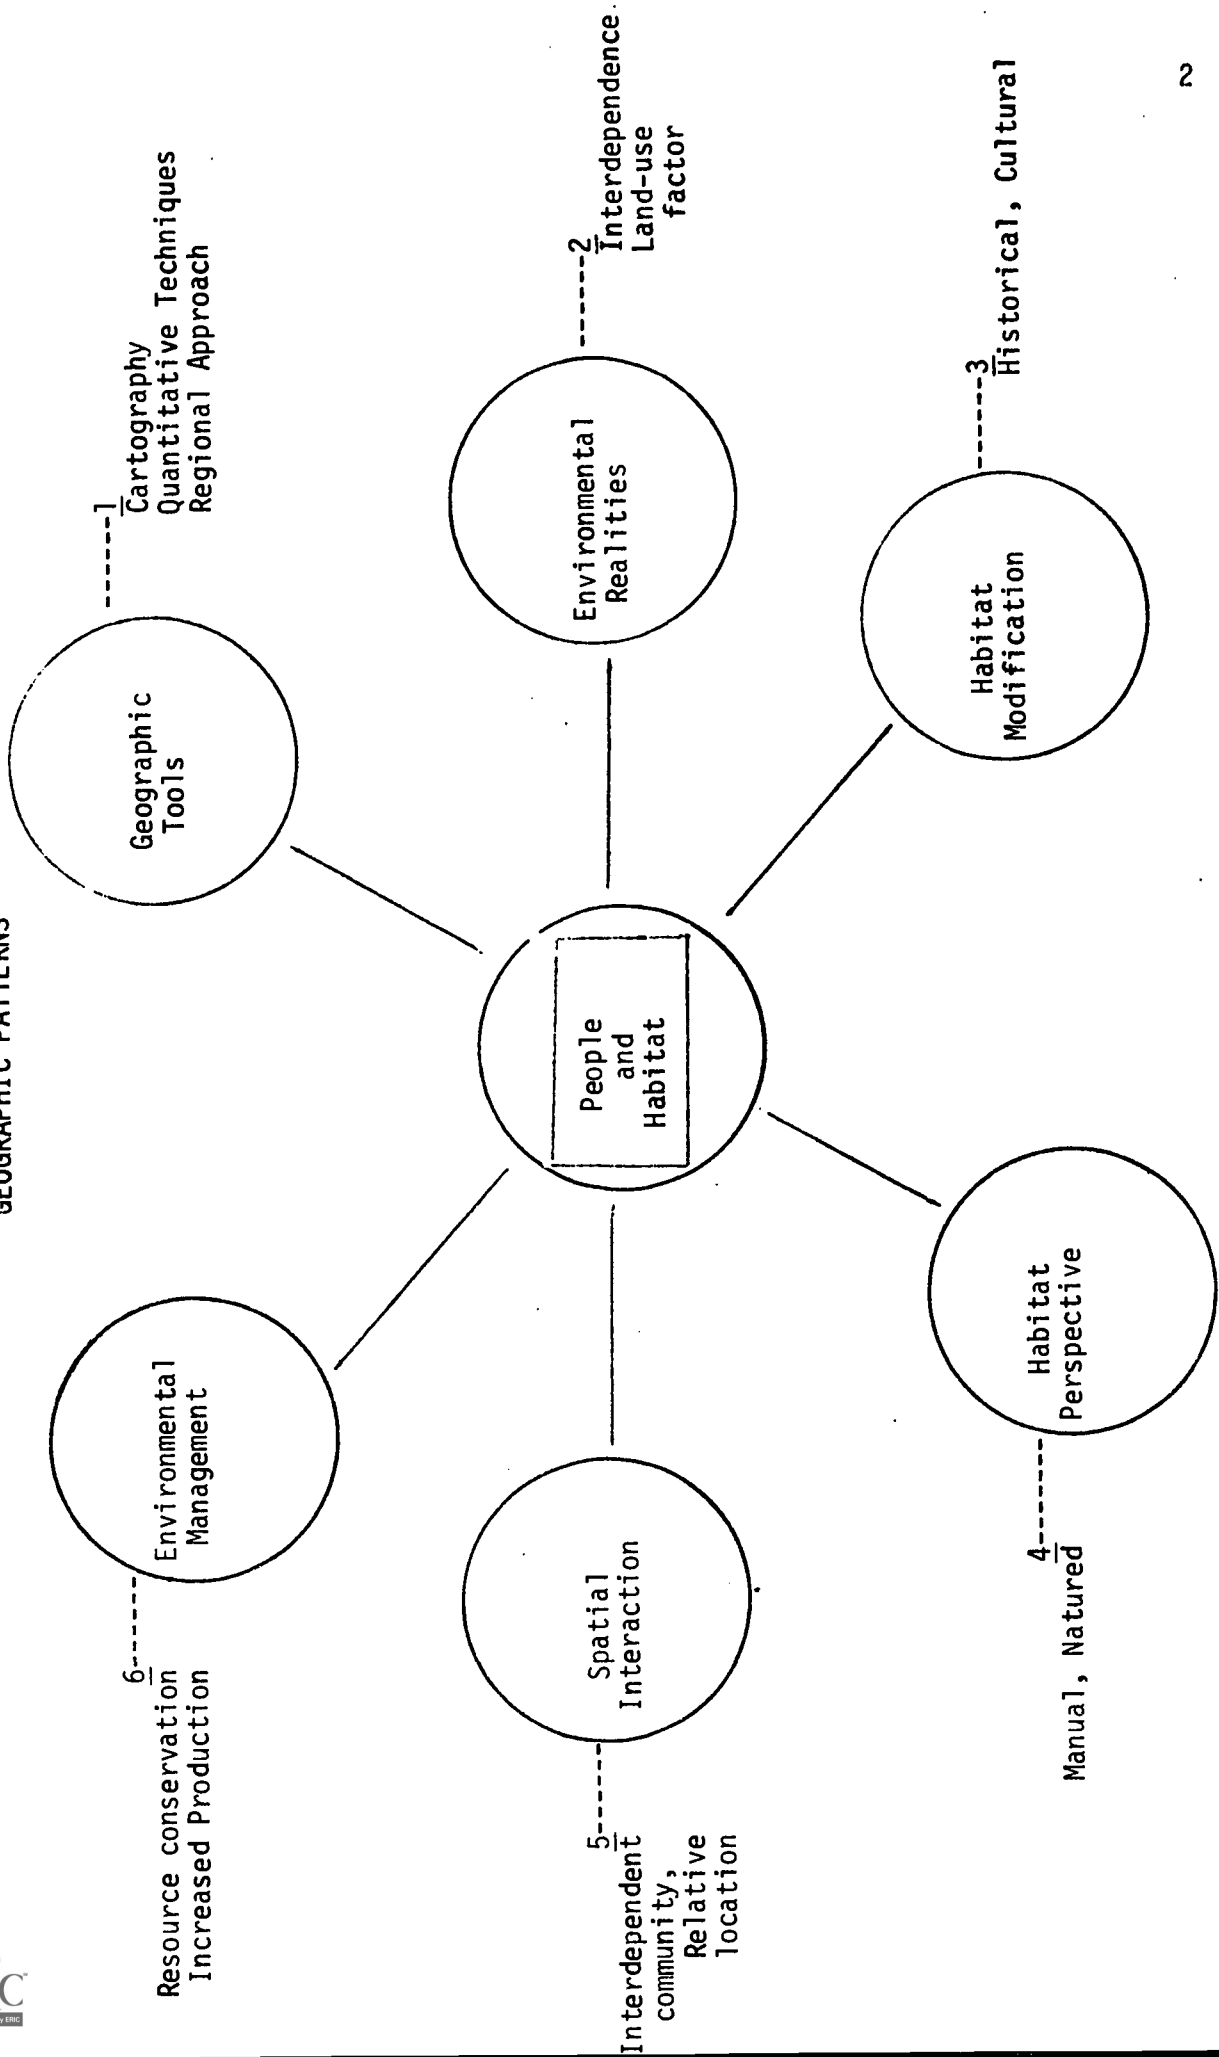 GEOGRAPHIC PATTERNS
Geographic
Tools
1
Cartography
Quantitative Techniques
Regional Approach
Environmental
Realities
2
Interdependence
Land-use
factor
Habitat
Modification
3
Historical, Cultural
People
and
Habitat
Habitat
Perspective
4
Manual, Natured
Spatial
Interaction
5
Interdependent
community,
Relative
location
Environmental
Management
6
Resource conservation
Increased Production
2